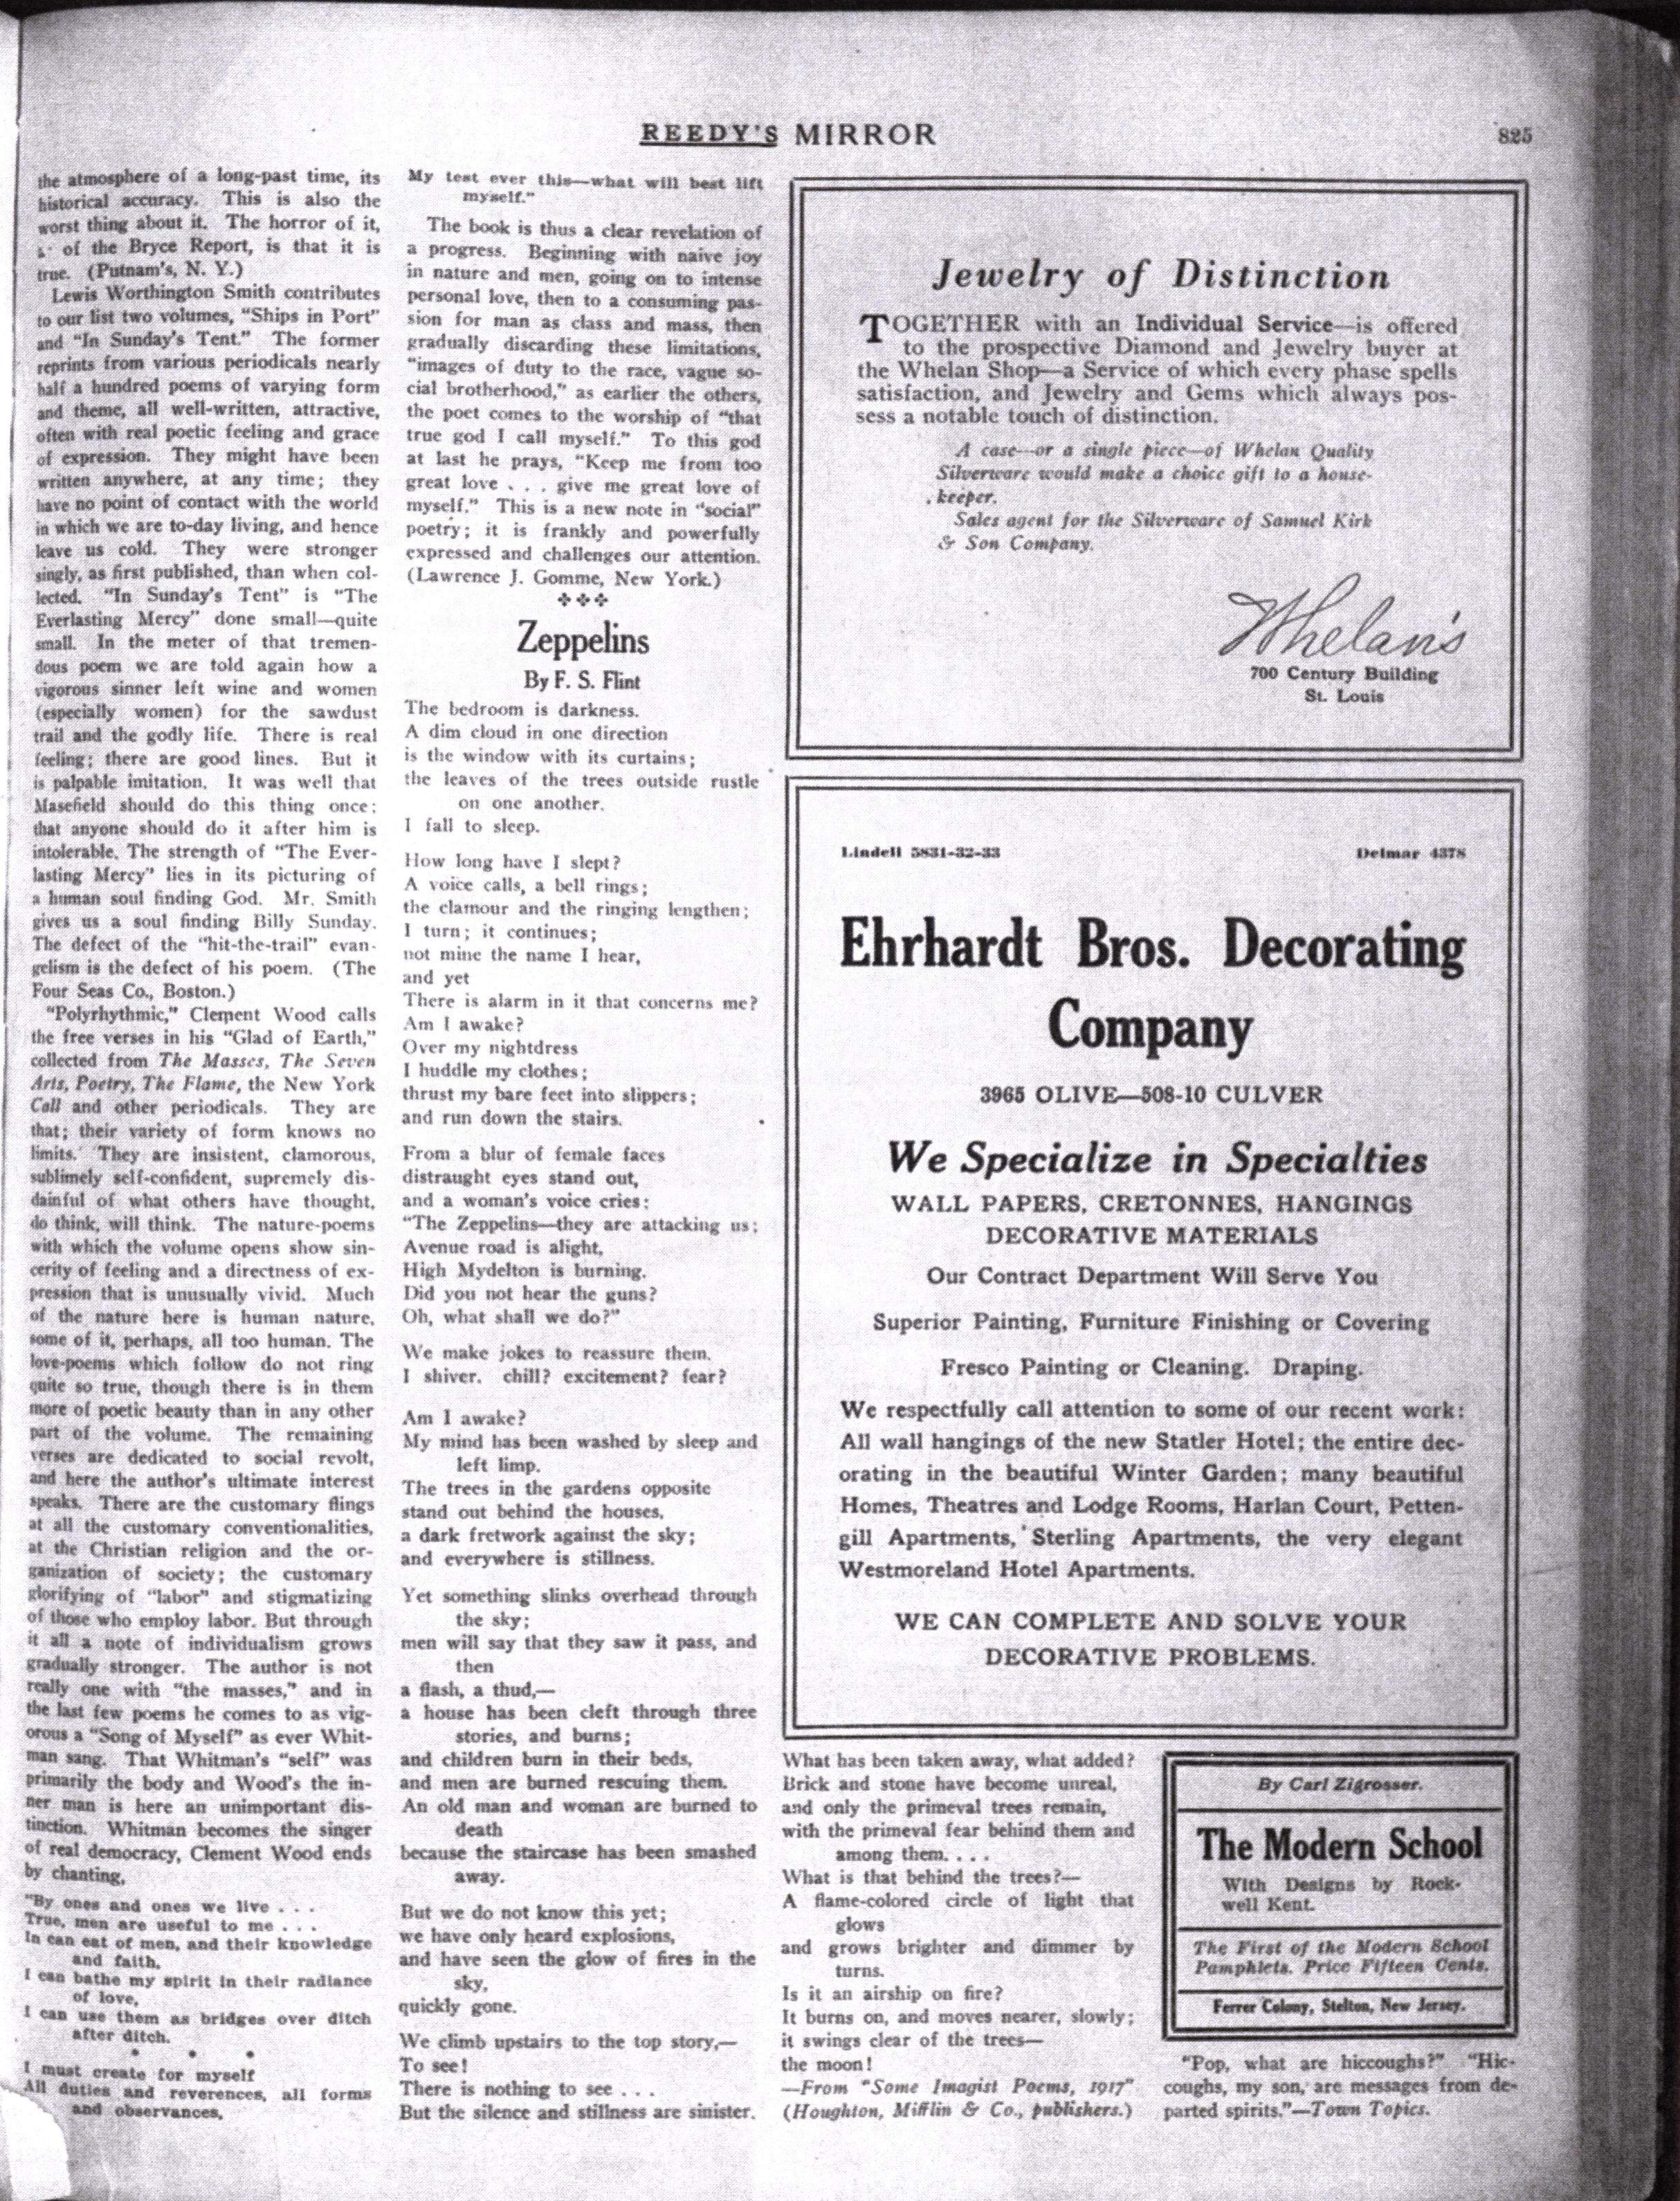 REEDY'S MIRROR
825
the atmosphere of a long-past time, its
historical accuracy. This is also the
worst thing about it. The horror of it,
of the Bryce Report, is that it is
true. (Putnam's, N. Y.)
Lewis Worthington Smith contributes
to our list two volumes, "Ships in Port"
and "In Sunday's Tent." The former
reprints from various periodicals nearly
half a hundred poems of varying form
and theme, all well-written, attractive,
often with real poetic feeling and grace
of expression. They might have been
written anywhere, at any time; they
have no point of contact with the world
in which we are to-day living, and hence
leave us cold. They were stronger
singly, as first published, than when col-
lected. "In Sunday's Tent" is "The
Everlasting Mercy" done small—quite
small. In the meter of that tremen-
dous poem we are told again how a
vigorous sinner left wine and women
(especially women) for the sawdust
trail and the godly life. There is real
feeling; there are good lines. But it
is palpable imitation. It was well that
Masefield should do this thing once;
that anyone should do it after him is
intolerable. The strength of "The Ever-
lasting Mercy" lies in its picturing of
a human soul finding God. Mr. Smith
gives us a soul finding Billy Sunday.
The defect of the "hit-the-trail" evan-
gelism is the defect of his poem. (The
Four Seas Co., Boston.)
"Polyrhythmic," Clement Wood calls
the free verses in his "Glad of Earth,"
collected from The Masses, The Seven
Arts, Poetry, The Flame, the New York
Call and other periodicals. They are
that; their variety of form knows no
limits. They are insistent, clamorous,
sublimely self-confident, supremely dis-
dainful of what others have thought,
do think, will think. The nature-poems
with which the volume opens show sin-
cerity of feeling and a directness of ex-
pression that is unusually vivid. Much
of the nature here is human nature,
some of it, perhaps, all too human. The
love-poems which follow do not ring
quite so true, though there is in them
more of poetic beauty than in any other
part of the volume. The remaining
verses are dedicated to social revolt,
and here the author's ultimate interest
speaks. There are the customary flings
at all the customary conventionalities,
at the Christian religion and the or-
ganization of society; the customary
glorifying of "labor" and stigmatizing
of those who employ labor. But through
it all a note of individualism grows
gradually stronger. The author is not
really one with "the masses," and in
the last few poems he comes to as vig-
orous a "Song of Myself" as ever Whit-
man sang. That Whitman's "self" was
primarily the body and Wood's the in-
ner man is here an unimportant dis-
tinction. Whitman becomes the singer
of real democracy, Clement Wood ends
by chanting,
"By ones and ones we live . . .
True, men are useful to me . . .
In can eat of men, and their knowledge
and faith,
I can bathe my spirit in their radiance
of love,
I can use them as bridges over ditch
after ditch.
* * *
I must create for myself
All duties and reverences, all forms
and observances,
My test ever this—what will best lift
myself."
The book is thus a clear revelation of
a progress. Beginning with naive joy
in nature and men, going on to intense
personal love, then to a consuming pas-
sion for man as class and mass, then
gradually discarding these limitations,
"images of duty to the race, vague so-
cial brotherhood," as earlier the others,
the poet comes to the worship of "that
true god I call myself." To this god
at last he prays, "Keep me from too
great love . . . give me great love of
myself." This is a new note in "social"
poetry; it is frankly and powerfully
expressed and challenges our attention.
(Lawrence J. Gomme, New York.)
Zeppelins
By F. S. Flint
The bedroom is darkness.
A dim cloud in one direction
is the window with its curtains;
the leaves of the trees outside rustle
on one another.
I fall to sleep.
How long have I slept?
A voice calls, a bell rings;
the clamour and the ringing lengthen;
I turn; it continues;
not mine the name I hear,
and yet
There is alarm in it that concerns me?
Am I awake?
Over my nightdress
I huddle my clothes;
thrust my bare feet into slippers;
and run down the stairs.
From a blur of female faces
distraught eyes stand out,
and a woman's voice cries:
"The Zeppelins—they are attacking us;
Avenue road is alight,
High Mydelton is burning.
Did you not hear the guns?
Oh, what shall we do?"
We make jokes to reassure them.
I shiver. chill? excitement? fear?
Am I awake?
My mind has been washed by sleep and
left limp.
The trees in the gardens opposite
stand out behind the houses,
a dark fretwork against the sky;
and everywhere is stillness.
Yet something slinks overhead through
the sky;
men will say that they saw it pass, and
then
a flash, a thud,—
a house has been cleft through three
stories, and burns;
and children burn in their beds,
and men are burned rescuing them.
An old man and woman are burned to
death
because the staircase has been smashed
away.
But we do not know this yet;
we have only heard explosions,
and have seen the glow of fires in the
sky,
quickly gone.
We climb upstairs to the top story,—
To see!
There is nothing to see . . .
But the silence and stillness are sinister.
What has been taken away, what added?
Brick and stone have become unreal,
and only the primeval trees remain,
with the primeval fear behind them and
among them. . . .
What is that behind the trees?—
A flame-colored circle of light that
glows
and grows brighter and dimmer by
turns.
Is it an airship on fire?
It burns on, and moves nearer, slowly;
it swings clear of the trees—
the moon!
—From "Some Imagist Poems, 1917"
(Houghton, Mifflin & Co., publishers.)
Jewelry of Distinction
TOGETHER with an Individual Service—is offered
to the prospective Diamond and Jewelry buyer at
the Whelan Shop—a Service of which every phase spells
satisfaction, and Jewelry and Gems which always pos-
sess a notable touch of distinction.
A case—or a single piece—of Whelan Quality
Silverware would make a choice gift to a house-
keeper.
Sales agent for the Silverware of Samuel Kirk
& Son Company.
Whelan's
700 Century Building
St. Louis
Lindell 5831-32-33
Delmar 4378
Ehrhardt Bros. Decorating
Company
3965 OLIVE—508-10 CULVER
We Specialize in Specialties
WALL PAPERS, CRETONNES, HANGINGS
DECORATIVE MATERIALS
Our Contract Department Will Serve You
Superior Painting, Furniture Finishing or Covering
Fresco Painting or Cleaning. Draping.
We respectfully call attention to some of our recent work:
All wall hangings of the new Statler Hotel; the entire dec-
orating in the beautiful Winter Garden; many beautiful
Homes, Theatres and Lodge Rooms, Harlan Court, Petten-
gill Apartments, Sterling Apartments, the very elegant
Westmoreland Hotel Apartments.
WE CAN COMPLETE AND SOLVE YOUR
DECORATIVE PROBLEMS.
By Carl Zigrosser.
The Modern School
With Designs by Rock-
well Kent.
The First of the Modern School
Pamphlets. Price Fifteen Cents.
Ferrer Colony, Stelton, New Jersey.
"Pop, what are hiccoughs?" "Hic-
coughs, my son, are messages from de-
parted spirits."—Town Topics.